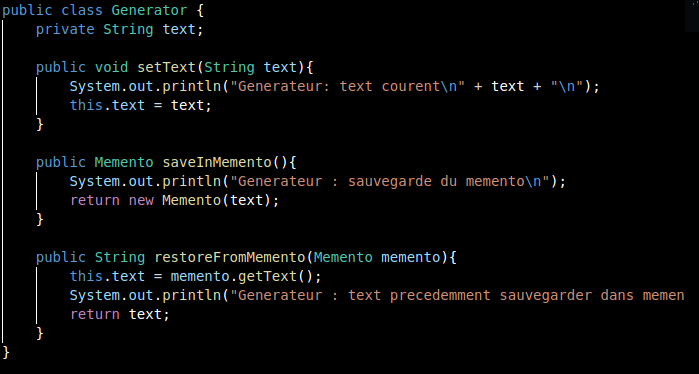 public class Generator {
private String text;
public void setText(String text){
System.out.println("Generateur: text courent\n" + text + "\n");
this.text = text;
}
public Memento saveInMemento(){
System.out.println("Generateur : sauvegarde du memento\n");
return new Memento(text);
}
public String restoreFromMemento(Memento memento){
this.text = memento.getText();
System.out.println("Generateur : text precedemment sauvegarder dans memen
return text;
}
}